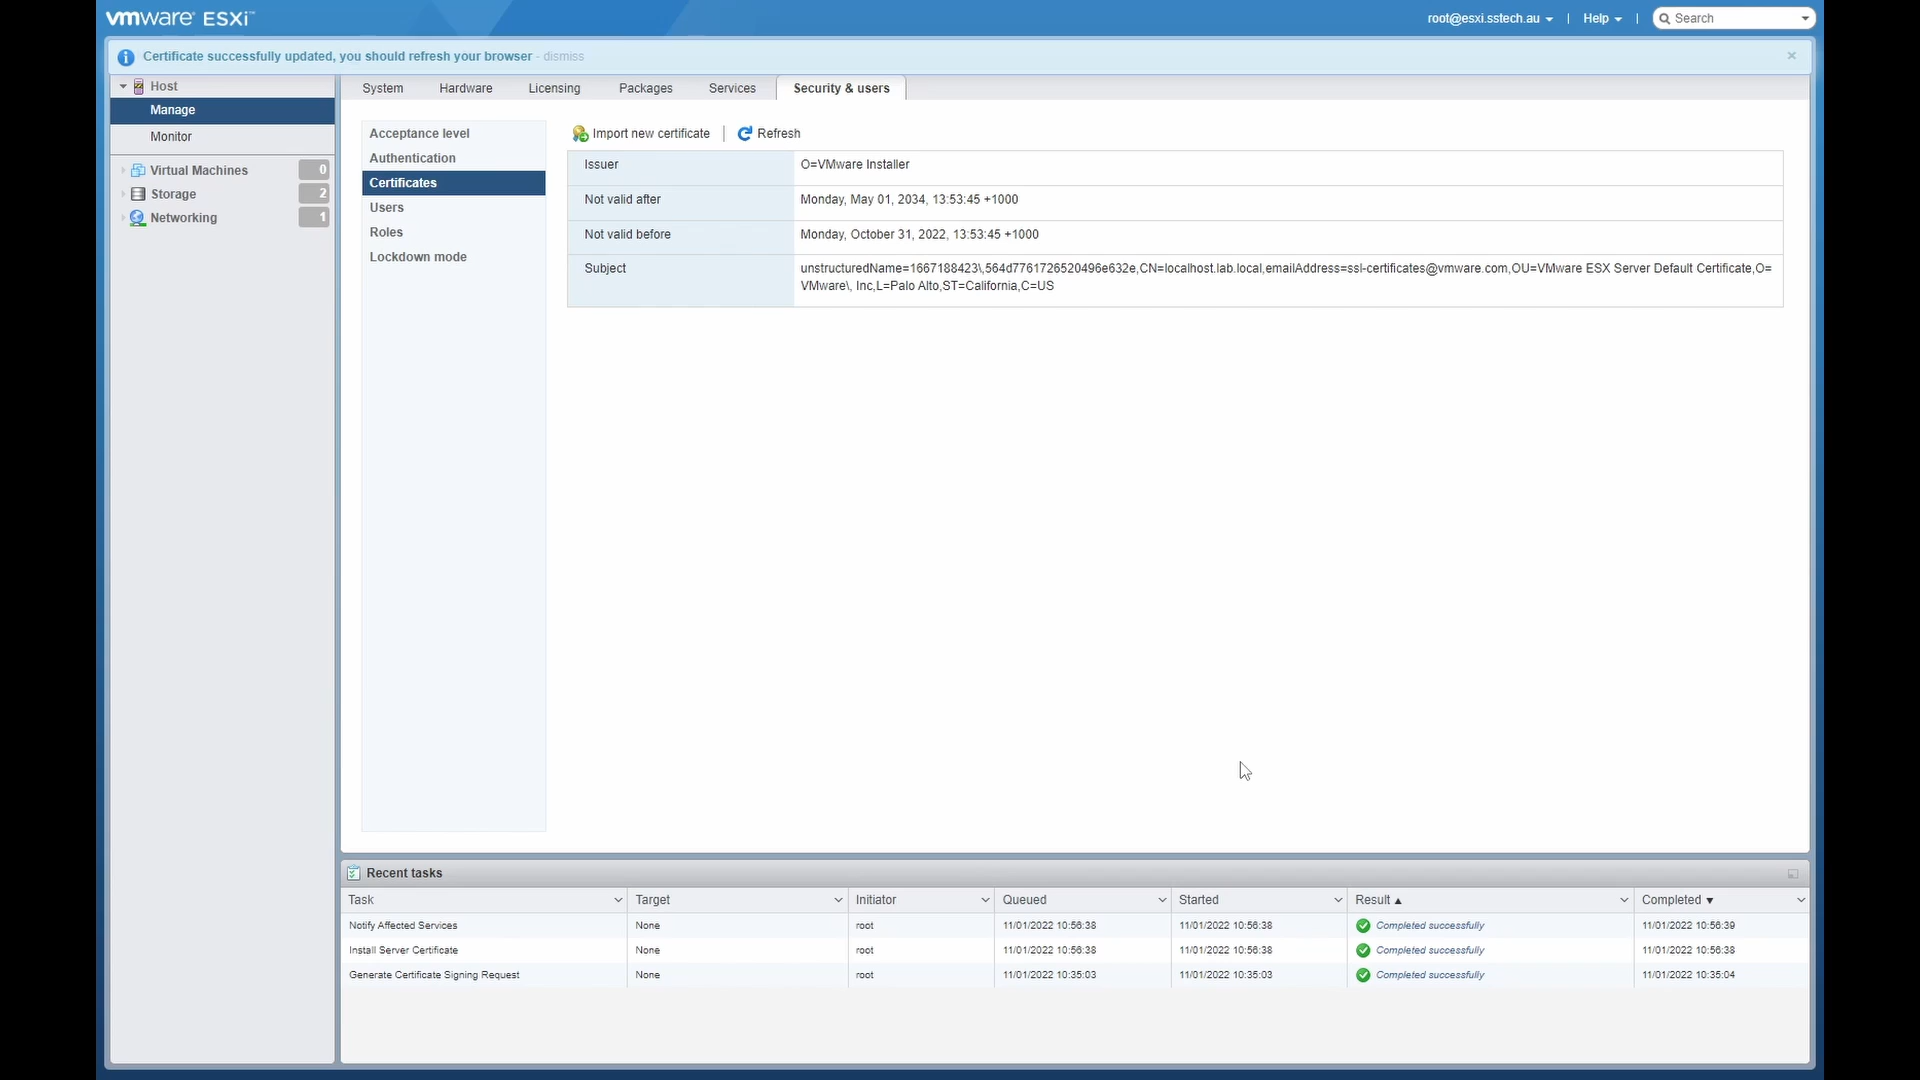 vmware ESXi™
root@esxi.sstech.au | Help | Search
Certificate successfully updated, you should refresh your browser - dismiss ×
Host
Manage
Monitor
Virtual Machines 0
Storage 2
Networking 1
System Hardware Licensing Packages Services Security & users
Acceptance level
Authentication
Certificates
Users
Roles
Lockdown mode
Import new certificate | Refresh
Issuer O=VMware Installer
Not valid after Monday, May 01, 2034, 13:53:45 +1000
Not valid before Monday, October 31, 2022, 13:53:45 +1000
Subject unstructuredName=1667188423\,564d7761726520496e632e,CN=localhost.lab.local,emailAddress=ssl-certificates@vmware.com,OU=VMware ESX Server Default Certificate,O=
VMware\, Inc,L=Palo Alto,ST=California,C=US
Recent tasks
Task Target Initiator Queued Started Result ▲ Completed ▼
Notify Affected Services None root 11/01/2022 10:56:38 11/01/2022 10:56:38 Completed successfully 11/01/2022 10:56:39
Install Server Certificate None root 11/01/2022 10:56:38 11/01/2022 10:56:38 Completed successfully 11/01/2022 10:56:38
Generate Certificate Signing Request None root 11/01/2022 10:35:03 11/01/2022 10:35:03 Completed successfully 11/01/2022 10:35:04